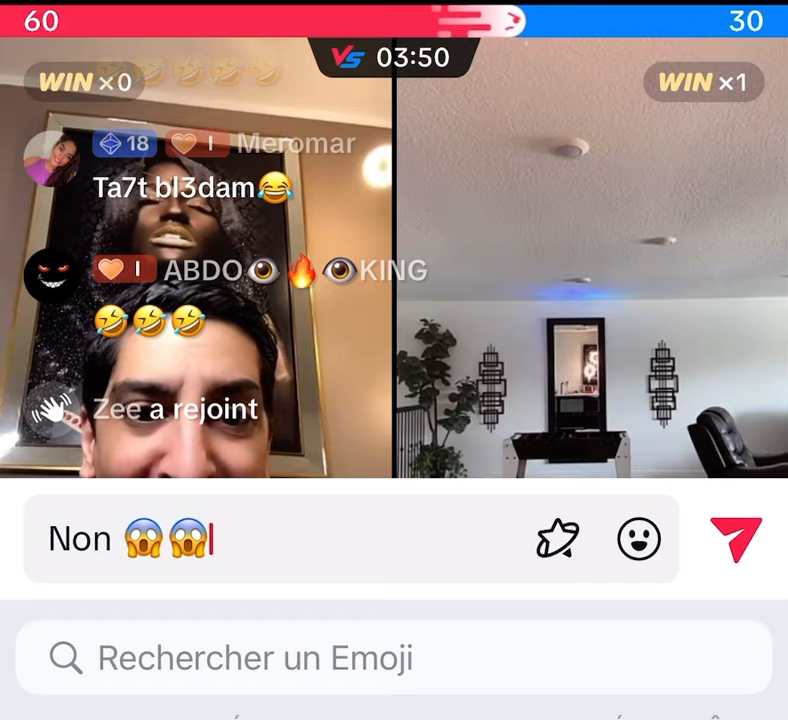 60
30
VS 03:50
WIN ×0
WIN ×1
18 I Meromar
Ta7t bl3dam😂
I ABDO👁️🔥👁️KING
🤣🤣🤣
Zee a rejoint
Non 😱😱
Rechercher un Emoji